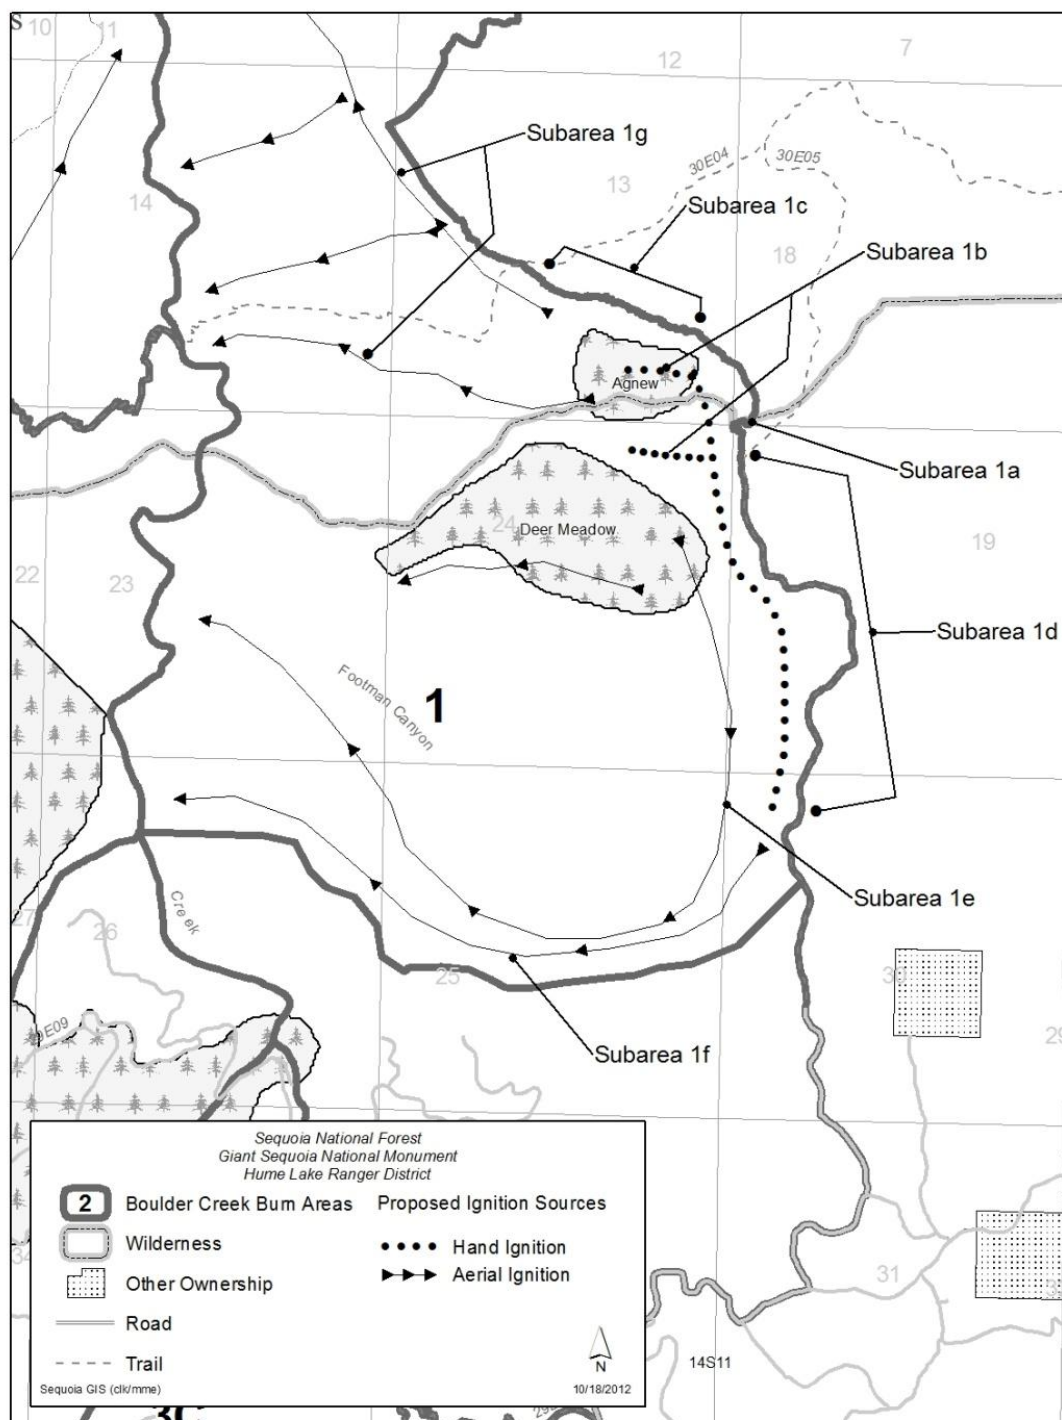 S
10
11
12
7
Subarea 1g
30E04
30E05
13
14
Subarea 1c
18
Subarea 1b
Agnew
Subarea 1a
24
Deer Meadow
19
22
23
Subarea 1d
Footman Canyon
1
Subarea 1e
Creek
27
26
25
30
29
Subarea 1f
Sequoia National Forest
Giant Sequoia National Monument
Hume Lake Ranger District
2 Boulder Creek Burn Areas
Proposed Ignition Sources
Wilderness
Hand Ignition
Other Ownership
Aerial Ignition
Road
Trail
N
Sequoia GIS (clk/mme)
10/18/2012
31
14S11